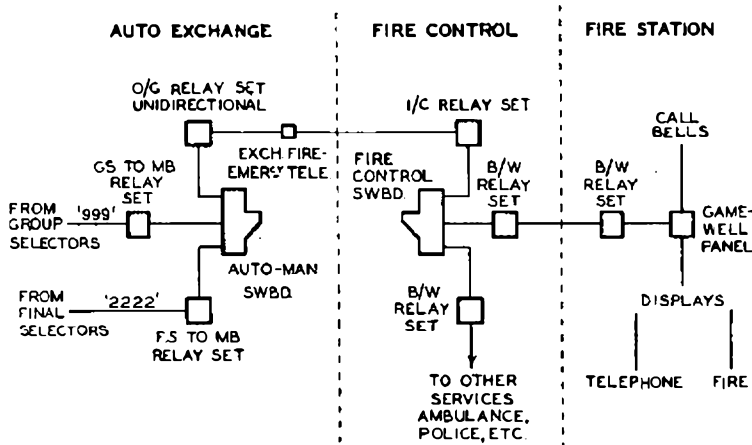 AUTO EXCHANGE
FIRE CONTROL
FIRE STATION
O/G RELAY SET
UNIDIRECTIONAL
I/C RELAY SET
CALL
BELLS
EXCH. FIRE-
EMERGY TELE.
GS TO MB
RELAY
SET
FIRE
CONTROL
SWBD.
B/W
RELAY
SET
B/W
RELAY
SET
FROM
GROUP
SELECTORS
'999'
GAME-
WELL
PANEL
AUTO-MAN
SWBD.
FROM
FINAL
SELECTORS
'2222'
F.S TO MB
RELAY SET
B/W
RELAY
SET
DISPLAYS
TELEPHONE
FIRE
TO OTHER
SERVICES
AMBULANCE,
POLICE, ETC.